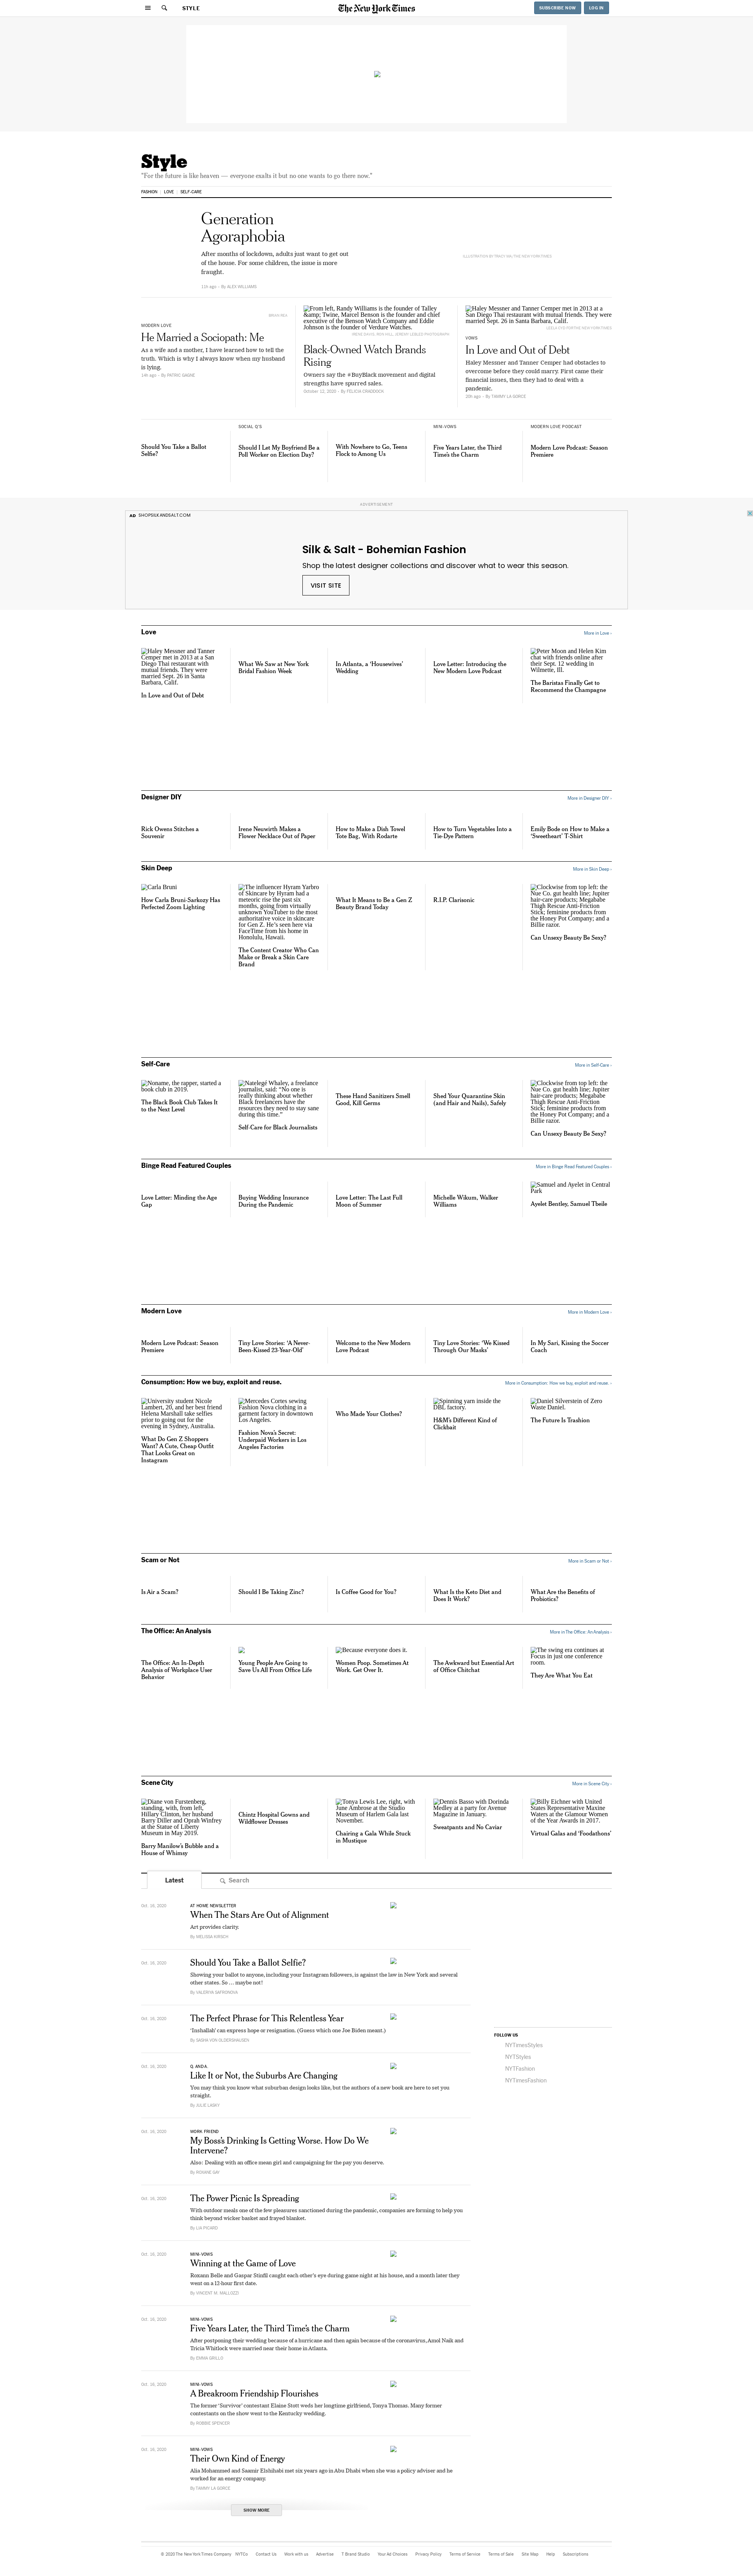 STYLE
The New York Times
SUBSCRIBE NOW
LOG IN
Style
"For the future is like heaven — everyone exalts it but no one wants to go there now."
FASHION
LOVE
SELF-CARE
Generation
Agoraphobia
After months of lockdown, adults just want to get out
of the house. For some children, the issue is more
fraught.
11h ago · By ALEX WILLIAMS
ILLUSTRATION BY TRACY MA/THE NEW YORK TIMES
BRIAN REA
MODERN LOVE
He Married a Sociopath: Me
As a wife and a mother, I have learned how to tell the
truth. Which is why I always know when my husband
is lying.
14h ago · By PATRIC GAGNE
From left, Randy Williams is the founder of Talley
&amp; Twine, Marcel Benson is the founder and chief
executive of the Benson Watch Company and Eddie
Johnson is the founder of Verdure Watches.
Black-Owned Watch Brands
Rising
Owners say the #BuyBlack movement and digital
strengths have spurred sales.
October 12, 2020 · By FELICIA CRADDOCK
Haley Messner and Tanner Cemper met in 2013 at a
San Diego Thai restaurant with mutual friends. They were
married Sept. 26 in Santa Barbara, Calif.
VOWS
In Love and Out of Debt
Haley Messner and Tanner Cemper had obstacles to
overcome before they could marry. First came their
financial issues, then they had to deal with a
pandemic.
By TAMMY LA GORCE
Should You Take a Ballot
Selfie?
SOCIAL Q'S
Should I Let My Boyfriend Be a
Poll Worker on Election Day?
With Nowhere to Go, Teens
Flock to Among Us
MINI-VOWS
Five Years Later, the Third
Time's the Charm
MODERN LOVE PODCAST
Modern Love Podcast: Season
Premiere
ADVERTISEMENT
AD SHOPSILKANDSALT.COM
Silk & Salt - Bohemian Fashion
Shop the latest designer collections and discover what to wear this season.
VISIT SITE
Love
More in Love ›
Haley Messner and Tanner
Cemper met in 2013 at a San
Diego Thai restaurant with
mutual friends. They were
married Sept. 26 in Santa
Barbara, Calif.
In Love and Out of Debt
What We Saw at New York
Bridal Fashion Week
In Atlanta, a 'Housewives'
Wedding
Love Letter: Introducing the
New Modern Love Podcast
Peter Moon and Helen Kim
chat with friends online after
their Sept. 12 wedding in
Wilmette, Ill.
The Baristas Finally Get to
Recommend the Champagne
Designer DIY
More in Designer DIY ›
Rick Owens Stitches a
Souvenir
Irene Neuwirth Makes a
Flower Necklace Out of Paper
How to Make a Dish Towel
Tote Bag, With Rodarte
How to Turn Vegetables Into a
Tie-Dye Pattern
Emily Bode on How to Make a
'Sweetheart' T-Shirt
Skin Deep
More in Skin Deep ›
Carla Bruni
How Carla Bruni-Sarkozy Has
Perfected Zoom Lighting
The influencer Hyram Yarbro
of Skincare by Hyram had a
meteoric rise the past six
months, going from virtually
unknown YouTuber to the most
authoritative voice in skincare
for Gen Z. He's seen here via
FaceTime from his home in
Honolulu, Hawaii.
The Content Creator Who Can
Make or Break a Skin Care
Brand
What It Means to Be a Gen Z
Beauty Brand Today
R.I.P. Clarisonic
Clockwise from top left: the
Nue Co. gut health line; Jupiter
hair-care products; Megababe
Thigh Rescue Anti-Friction
Stick; feminine products from
the Honey Pot Company; and a
Billie razor.
Can Unsexy Beauty Be Sexy?
Self-Care
More in Self-Care ›
Noname, the rapper, started a
book club in 2019.
The Black Book Club Takes It
to the Next Level
Natelegé Whaley, a freelance
journalist, said: "No one is
really thinking about whether
Black freelancers have the
resources they need to stay sane
during this time."
Self-Care for Black Journalists
These Hand Sanitizers Smell
Good, Kill Germs
Shed Your Quarantine Skin
(and Hair and Nails), Safely
Clockwise from top left: the
Nue Co. gut health line; Jupiter
hair-care products; Megababe
Thigh Rescue Anti-Friction
Stick; feminine products from
the Honey Pot Company; and a
Billie razor.
Can Unsexy Beauty Be Sexy?
Binge Read Featured Couples
More in Binge Read Featured Couples ›
Love Letter: Minding the Age
Gap
Buying Wedding Insurance
During the Pandemic
Love Letter: The Last Full
Moon of Summer
Michelle Wikum, Walker
Williams
Samuel and Ayelet in Central
Park
Ayelet Bentley, Samuel Tbeile
Modern Love
More in Modern Love ›
Modern Love Podcast: Season
Premiere
Tiny Love Stories: 'A Never-
Been-Kissed 23-Year-Old'
Welcome to the New Modern
Love Podcast
Tiny Love Stories: 'We Kissed
Through Our Masks'
In My Sari, Kissing the Soccer
Coach
Consumption: How we buy, exploit and reuse.
More in Consumption: How we buy, exploit and reuse. ›
University student Nicole
Lambert, 20, and her best friend
Helena Marshall take selfies
prior to going out for the
evening in Sydney, Australia.
What Do Gen Z Shoppers
Want? A Cute, Cheap Outfit
That Looks Great on
Instagram
Mercedes Cortes sewing
Fashion Nova clothing in a
garment factory in downtown
Los Angeles.
Fashion Nova's Secret:
Underpaid Workers in Los
Angeles Factories
Who Made Your Clothes?
Spinning yarn inside the
DBL factory.
H&M's Different Kind of
Clickbait
Daniel Silverstein of Zero
Waste Daniel.
The Future Is Trashion
Scam or Not
More in Scam or Not ›
Is Air a Scam?
Should I Be Taking Zinc?
Is Coffee Good for You?
What Is the Keto Diet and
Does It Work?
What Are the Benefits of
Probiotics?
The Office: An Analysis
More in The Office: An Analysis ›
The Office: An In-Depth
Analysis of Workplace User
Behavior
Young People Are Going to
Save Us All From Office Life
Because everyone does it.
Women Poop. Sometimes At
Work. Get Over It.
The Awkward but Essential Art
of Office Chitchat
The swing era continues at
Focus in just one conference
room.
They Are What You Eat
Scene City
More in Scene City ›
Diane von Furstenberg,
standing, with, from left,
Hillary Clinton, her husband
Barry Diller and Oprah Winfrey
at the Statue of Liberty
Museum in May 2019.
Barry Manilow's Bubble and a
House of Whimsy
Chintz Hospital Gowns and
Wildflower Dresses
Tonya Lewis Lee, right, with
June Ambrose at the Studio
Museum of Harlem Gala last
November.
Chairing a Gala While Stuck
in Mustique
Dennis Basso with Dorinda
Medley at a party for Avenue
Magazine in January.
Sweatpants and No Caviar
Billy Eichner with United
States Representative Maxine
Waters at the Glamour Women
of the Year Awards in 2017.
Virtual Galas and 'Foodathons'
Latest
Search
Oct. 16, 2020
AT HOME NEWSLETTER
When The Stars Are Out of Alignment
Art provides clarity.
By MELISSA KIRSCH
Oct. 16, 2020
Should You Take a Ballot Selfie?
Showing your ballot to anyone, including your Instagram followers, is against the law in New York and several
other states. So … maybe not!
By VALERIYA SAFRONOVA
Oct. 16, 2020
The Perfect Phrase for This Relentless Year
'Inshallah' can express hope or resignation. (Guess which one Joe Biden meant.)
By SASHA VON OLDERSHAUSEN
Oct. 16, 2020
Q. AND A.
Like It or Not, the Suburbs Are Changing
You may think you know what suburban design looks like, but the authors of a new book are here to set you
straight.
By JULIE LASKY
Oct. 16, 2020
WORK FRIEND
My Boss's Drinking Is Getting Worse. How Do We
Intervene?
Also: Dealing with an office mean girl and campaigning for the pay you deserve.
By ROXANE GAY
Oct. 16, 2020
The Power Picnic Is Spreading
With outdoor meals one of the few pleasures sanctioned during the pandemic, companies are forming to help you
think beyond wicker basket and frayed blanket.
By LIA PICARD
Oct. 16, 2020
MINI-VOWS
Winning at the Game of Love
Roxann Belle and Gaspar Stinfil caught each other's eye during game night at his house, and a month later they
went on a 12-hour first date.
By VINCENT M. MALLOZZI
Oct. 16, 2020
MINI-VOWS
Five Years Later, the Third Time's the Charm
After postponing their wedding because of a hurricane and then again because of the coronavirus, Amol Naik and
Tricia Whitlock were married near their home in Atlanta.
By EMMA GRILLO
Oct. 16, 2020
MINI-VOWS
A Breakroom Friendship Flourishes
The former 'Survivor' contestant Elaine Stott weds her longtime girlfriend, Tonya Thomas. Many former
contestants on the show went to the Kentucky wedding.
By ROBBIE SPENCER
Oct. 16, 2020
MINI-VOWS
Their Own Kind of Energy
Alia Mohammed and Saamir Elshihabi met six years ago in Abu Dhabi when she was a policy adviser and he
worked for an energy company.
By TAMMY LA GORCE
SHOW MORE
FOLLOW US
NYTimesStyles
NYTStyles
NYTFashion
NYTimesFashion
© 2020 The New York Times Company
NYTCo
Contact Us
Work with us
Advertise
T Brand Studio
Your Ad Choices
Privacy Policy
Terms of Service
Terms of Sale
Site Map
Help
Subscriptions